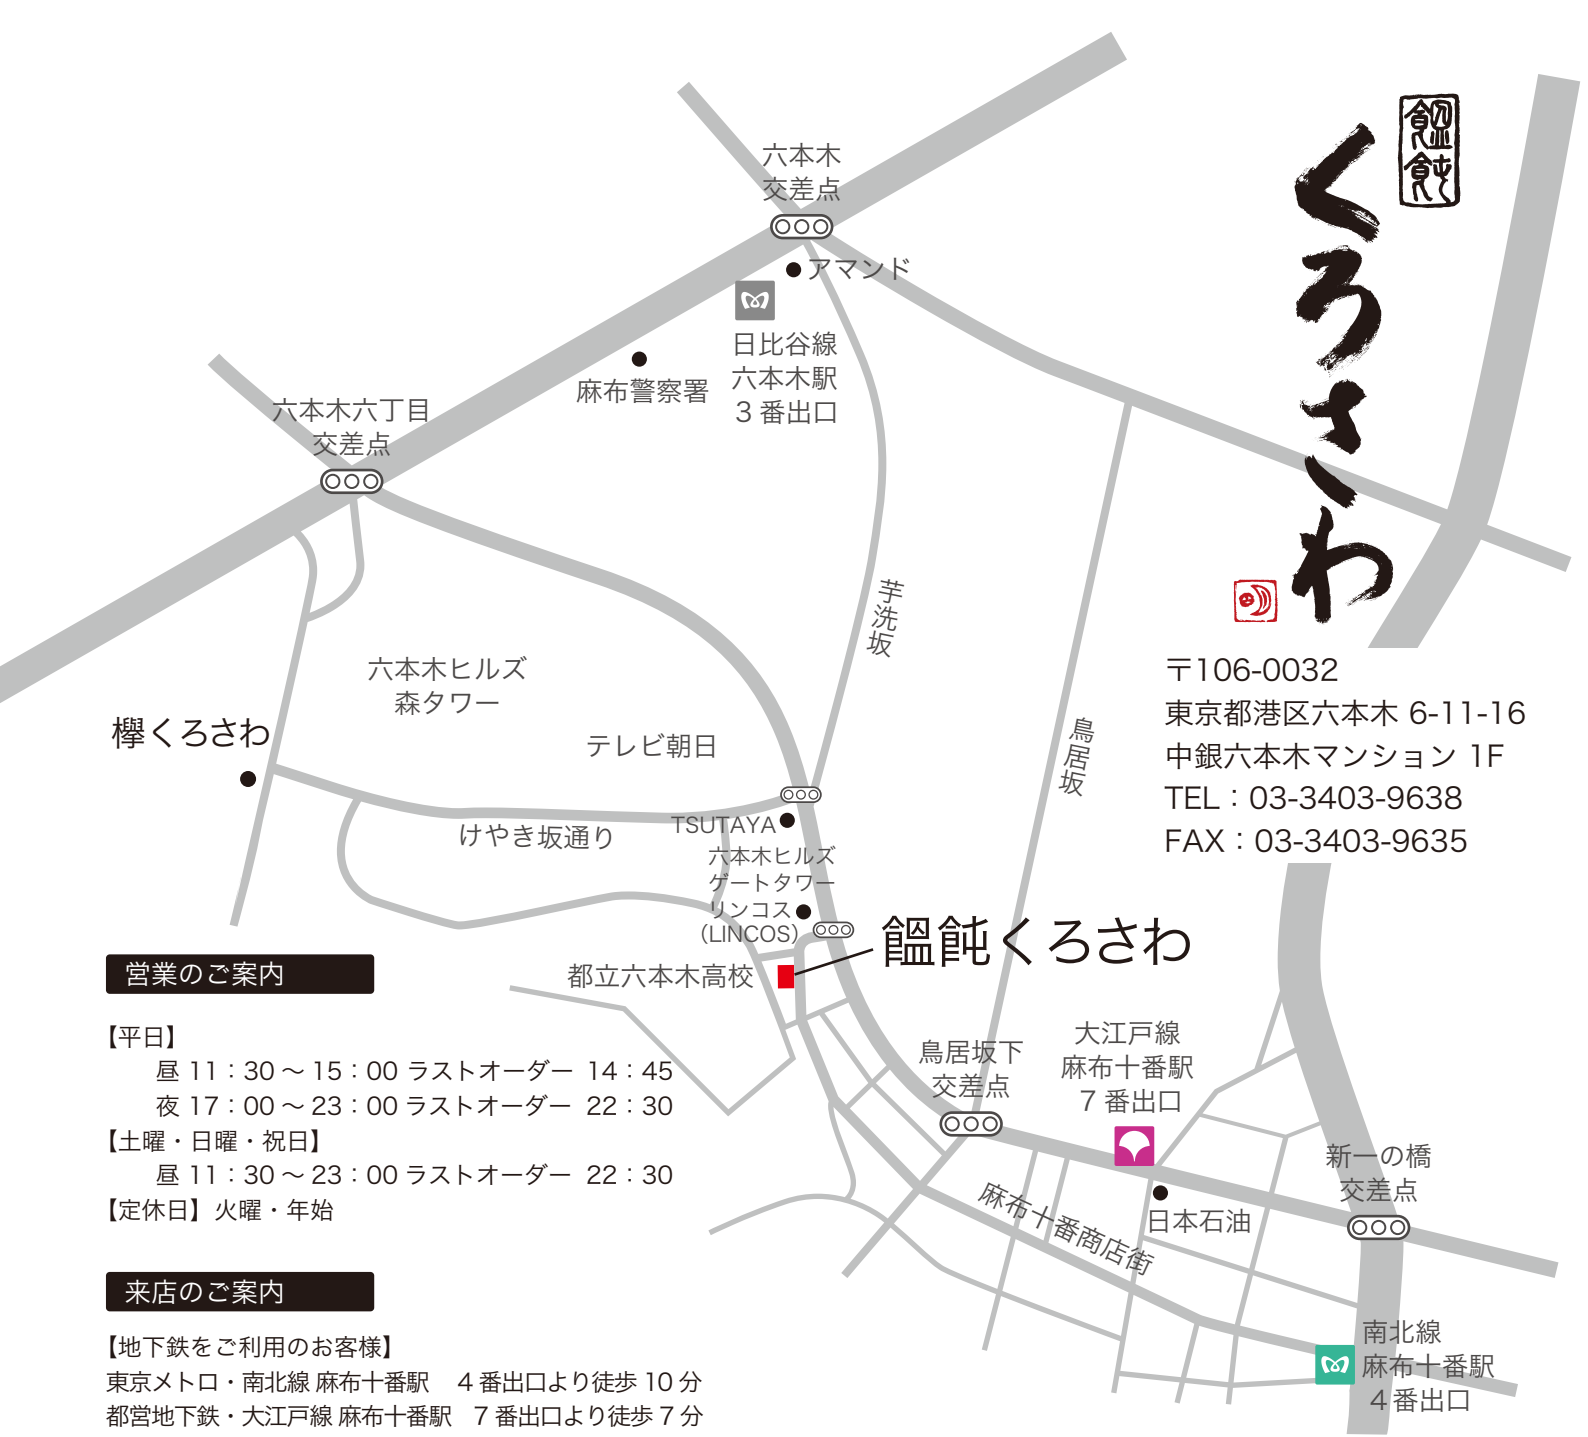 六本木
交差点
アマンド
日比谷線
六本木駅
3 番出口
麻布警察署
六本木六丁目
交差点
饂飩
くろさわ
芋洗坂
鳥居坂
〒106-0032
東京都港区六本木 6-11-16
中銀六本木マンション 1F
TEL：03-3403-9638
FAX：03-3403-9635
六本木ヒルズ
森タワー
欅くろさわ
テレビ朝日
けやき坂通り
TSUTAYA
六本木ヒルズ
ゲートタワー
リンコス
（LINCOS）
饂飩くろさわ
都立六本木高校
鳥居坂下
交差点
大江戸線
麻布十番駅
7 番出口
新一の橋
交差点
日本石油
麻布十番商店街
南北線
麻布十番駅
4 番出口
営業のご案内
【平日】
昼 11：30 〜 15：00 ラストオーダー 14：45
夜 17：00 〜 23：00 ラストオーダー 22：30
【土曜・日曜・祝日】
昼 11：30 〜 23：00 ラストオーダー 22：30
【定休日】火曜・年始
来店のご案内
【地下鉄をご利用のお客様】
東京メトロ・南北線 麻布十番駅　4 番出口より徒歩 10 分
都営地下鉄・大江戸線 麻布十番駅　7 番出口より徒歩 7 分